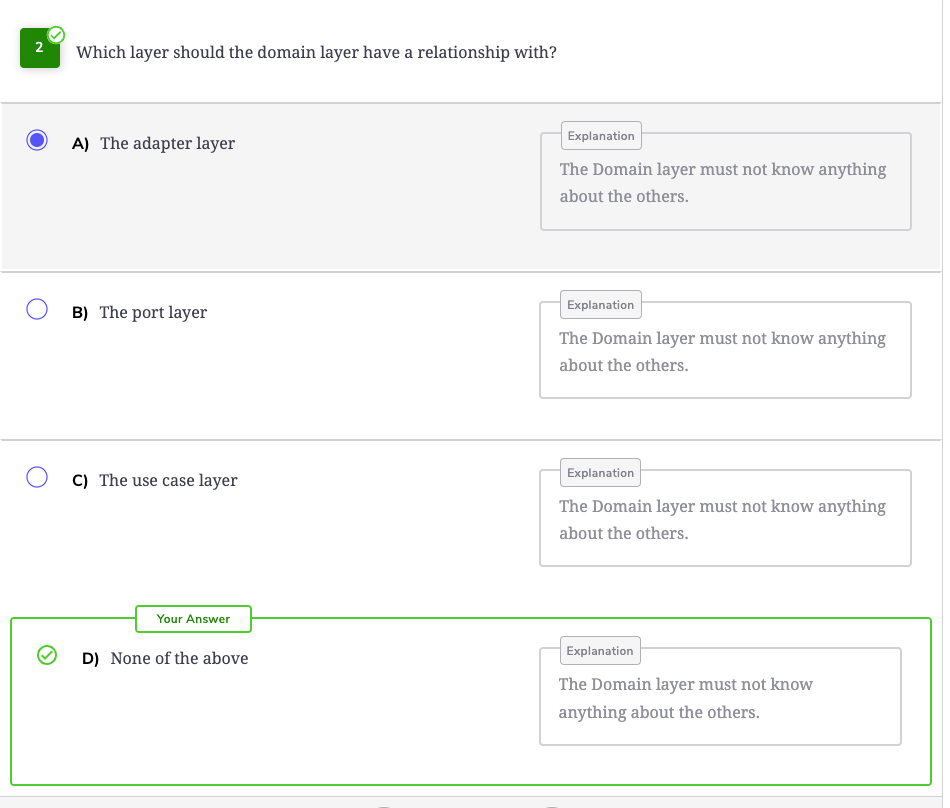 2
Which layer should the domain layer have a relationship with?
A) The adapter layer
Explanation
The Domain layer must not know anything
about the others.
B) The port layer
Explanation
The Domain layer must not know anything
about the others.
C) The use case layer
Explanation
The Domain layer must not know anything
about the others.
Your Answer
D) None of the above
Explanation
The Domain layer must not know
anything about the others.